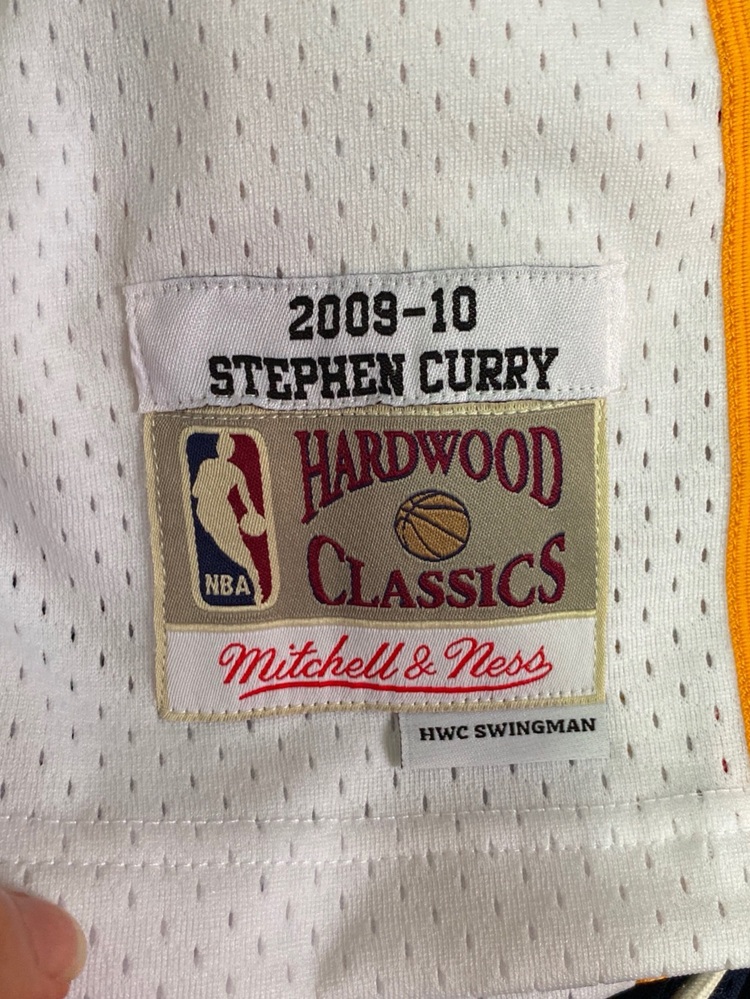 2009-10
STEPHEN CURRY
HARDWOOD
CLASSICS
NBA
Mitchell & Ness
HWC SWINGMAN